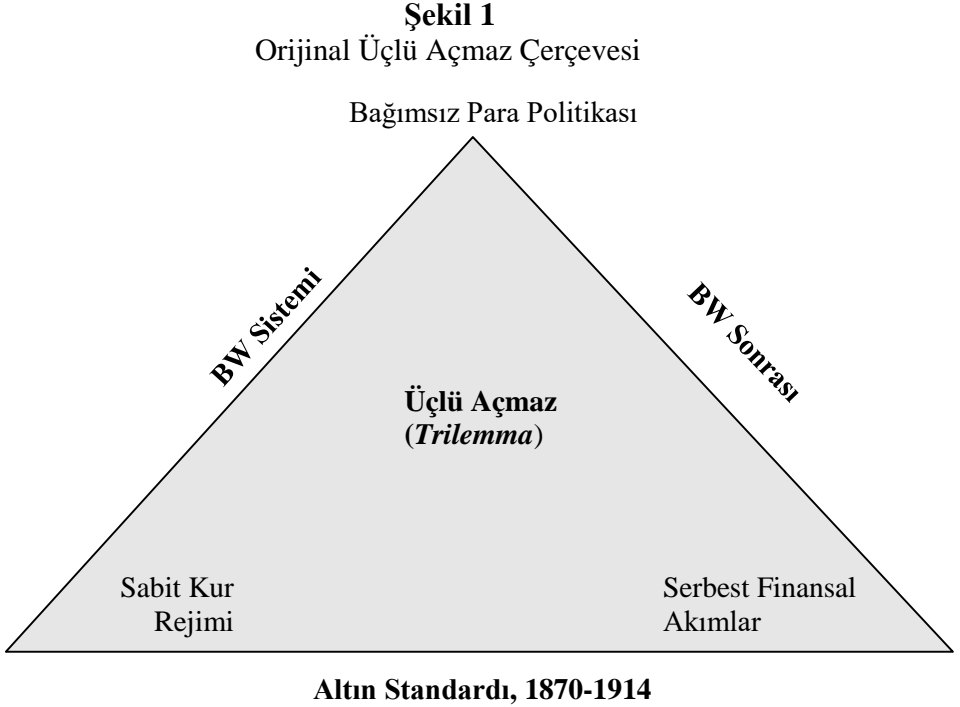 Şekil 1
Orijinal Üçlü Açmaz Çerçevesi
Bağımsız Para Politikası
BW Sistemi
BW Sonrası
Üçlü Açmaz
(Trilemma)
Sabit Kur
Rejimi
Serbest Finansal
Akımlar
Altın Standardı, 1870-1914